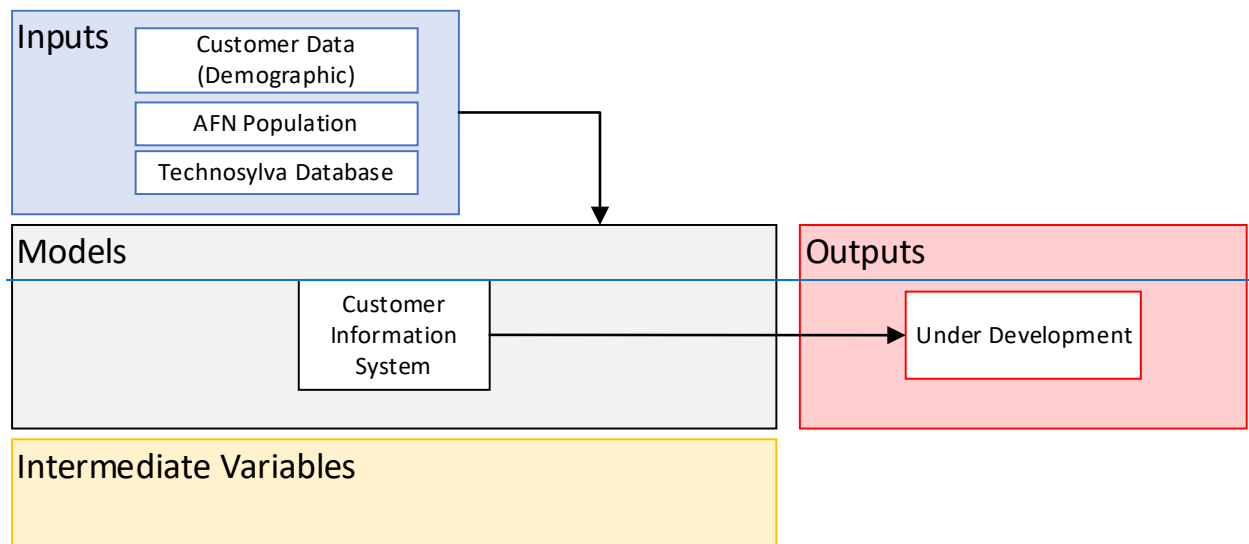 Inputs
Customer Data
(Demographic)
AFN Population
Technosylva Database
Models
Customer
Information
System
Outputs
Under Development
Intermediate Variables